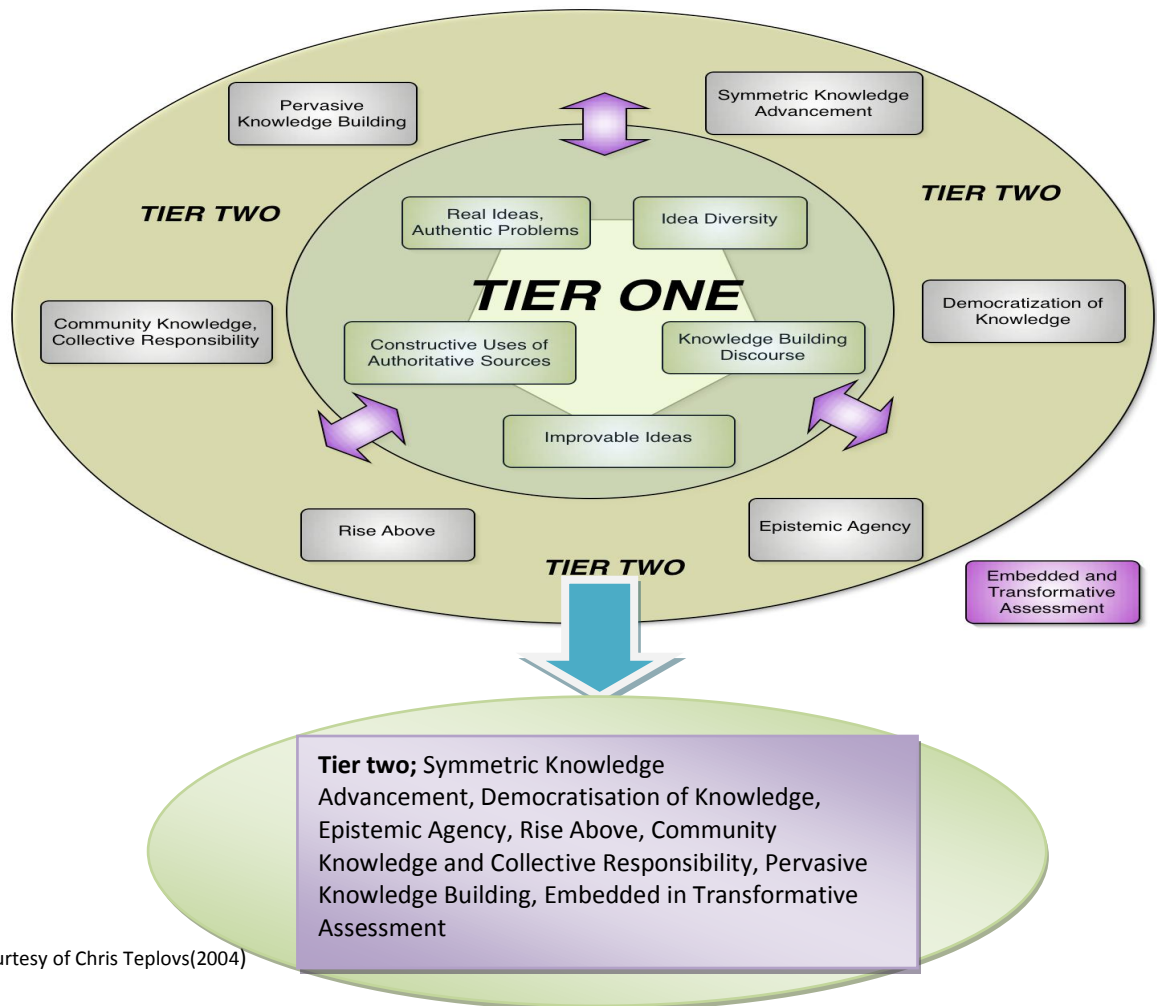 Pervasive
Knowledge Building
Symmetric Knowledge
Advancement
TIER TWO
TIER TWO
Real Ideas,
Authentic Problems
Idea Diversity
TIER ONE
Community Knowledge,
Collective Responsibility
Democratization of
Knowledge
Constructive Uses of
Authoritative Sources
Knowledge Building
Discourse
Improvable Ideas
Rise Above
Epistemic Agency
TIER TWO
Embedded and
Transformative
Assessment
Tier two; Symmetric Knowledge
Advancement, Democratisation of Knowledge,
Epistemic Agency, Rise Above, Community
Knowledge and Collective Responsibility, Pervasive
Knowledge Building, Embedded in Transformative
Assessment
urtesy of Chris Teplovs(2004)